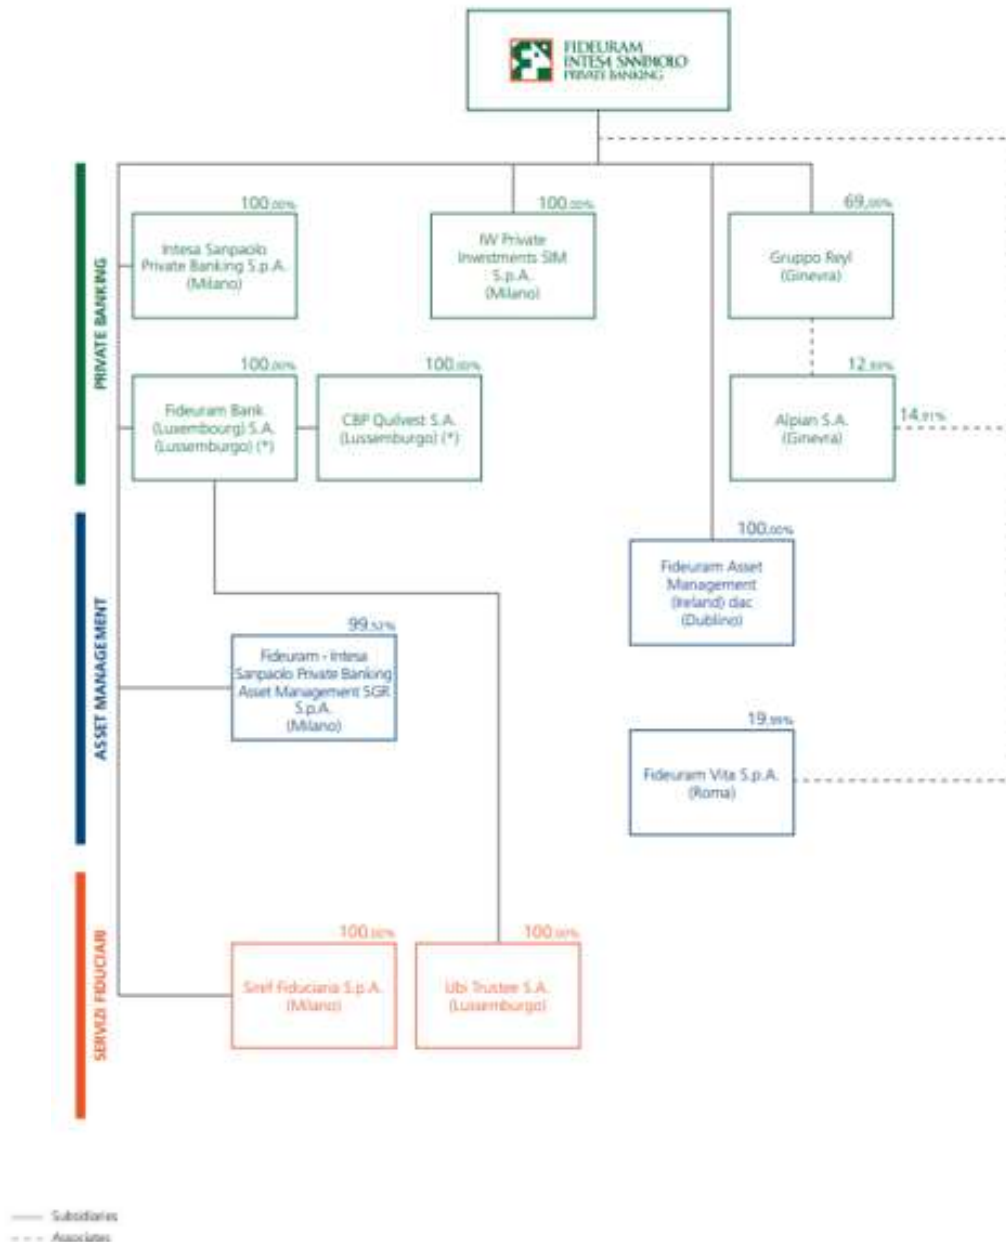 FIDEURAM
INTESA SANPAOLO
PRIVATE BANKING
PRIVATE BANKING
100,00%
Intesa Sanpaolo
Private Banking S.p.A.
(Milano)
100,00%
IW Private
Investments SIM
S.p.A.
(Milano)
69,00%
Gruppo Reyl
(Ginevra)
100,00%
Fideuram Bank
(Luxembourg) S.A.
(Lussemburgo) (*)
100,00%
CBP Quilvest S.A.
(Lussemburgo) (*)
Alpian S.A.
(Ginevra)
14,91%
ASSET MANAGEMENT
100,00%
Fideuram Asset
Management
(Ireland) dac
(Dublino)
99,52%
Fideuram - Intesa
Sanpaolo Private Banking
Asset Management SGR
S.p.A.
(Milano)
19,99%
Fideuram Vita S.p.A.
(Roma)
SERVIZI FIDUCIARI
100,00%
Siref Fiduciaria S.p.A.
(Milano)
100,00%
Ubi Trustee S.A.
(Lussemburgo)
Subsidiaries
Associates